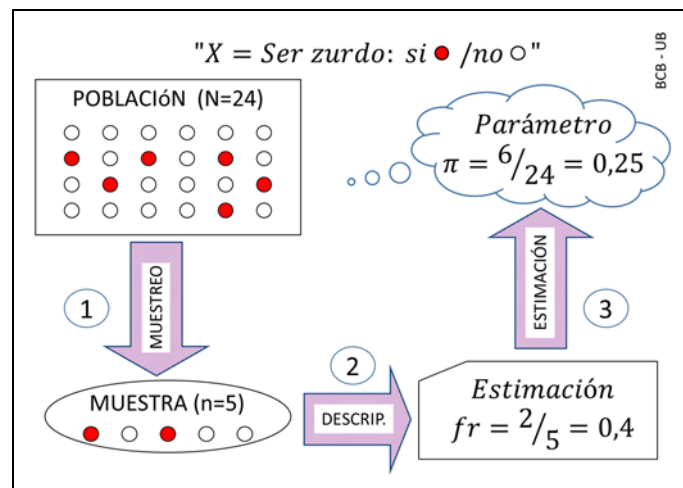 "X = Ser zurdo: si /no "
BCB - UB
POBLACIóN (N=24)
Parámetro
π = 6/24 = 0,25
1
MUESTREO
ESTIMACIÓN
3
2
MUESTRA (n=5)
DESCRIP.
Estimación
fr = 2/5 = 0,4